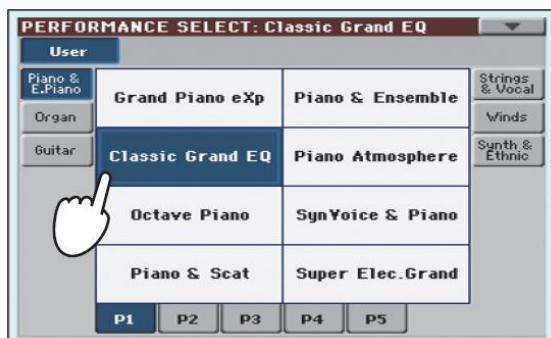 PERFORMANCE SELECT: Classic Grand EQ
User
Piano &
E.Piano
Organ
Guitar
Grand Piano eXp
Piano & Ensemble
Classic Grand EQ
Piano Atmosphere
Octave Piano
SynVoice & Piano
Piano & Scat
Super Elec.Grand
Strings
& Vocal
Winds
Synth &
Ethnic
P1 P2 P3 P4 P5